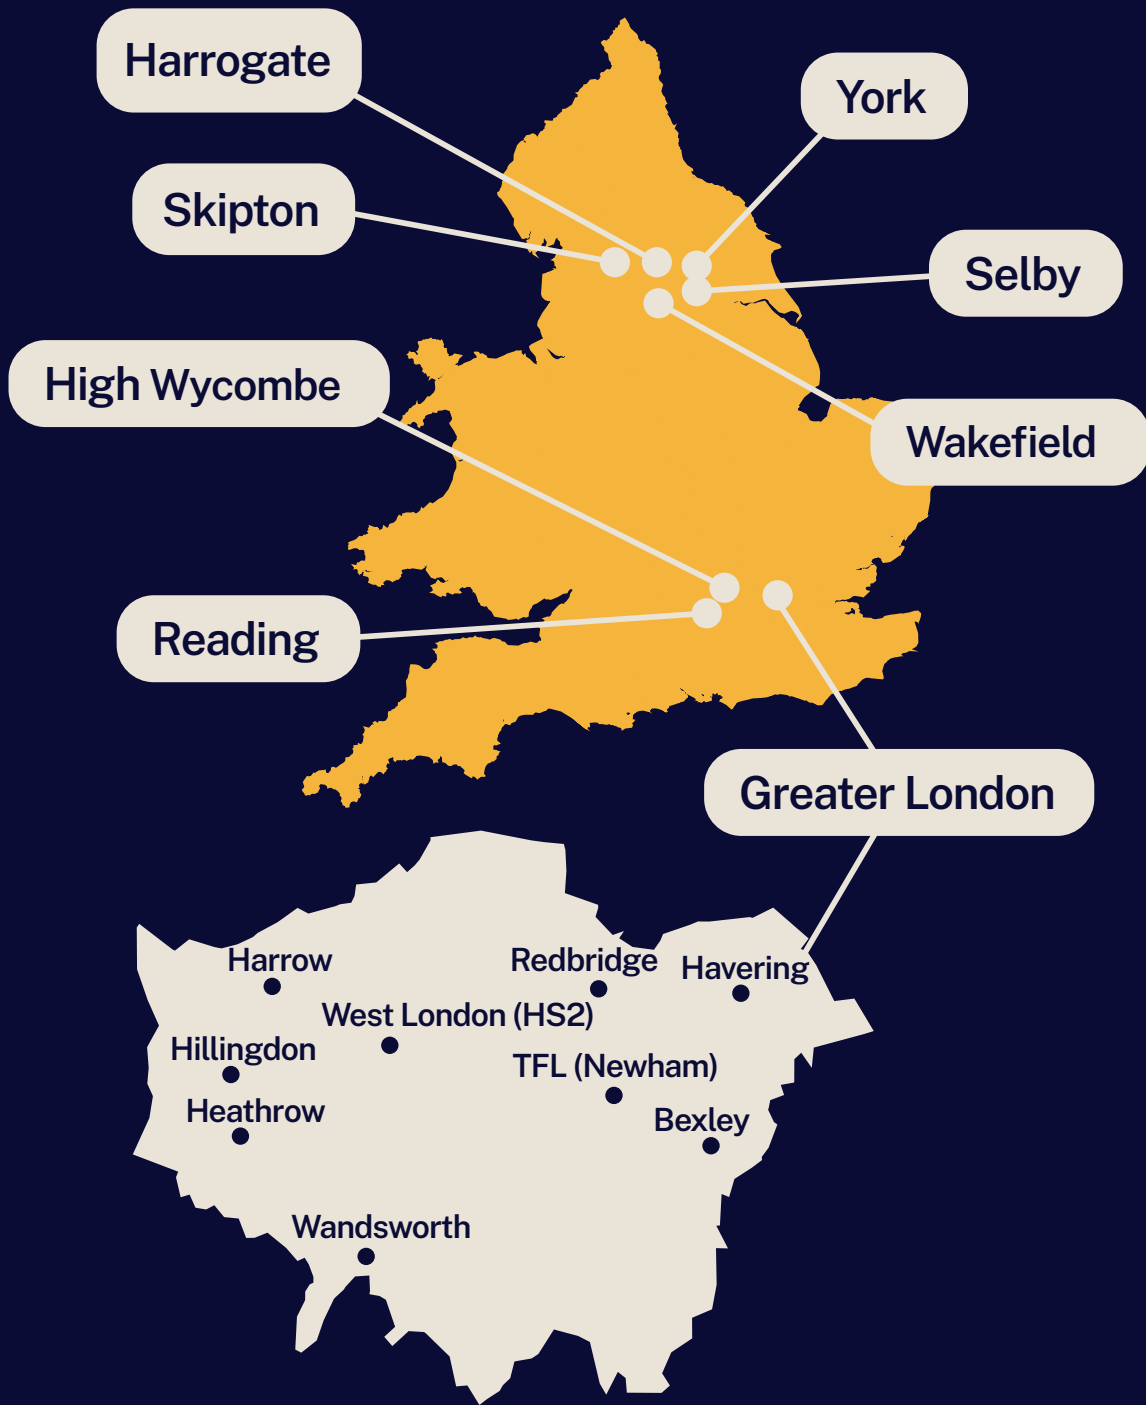 Harrogate
York
Skipton
Selby
High Wycombe
Wakefield
Reading
Greater London
Harrow
Redbridge
Havering
West London (HS2)
Hillingdon
TFL (Newham)
Heathrow
Bexley
Wandsworth